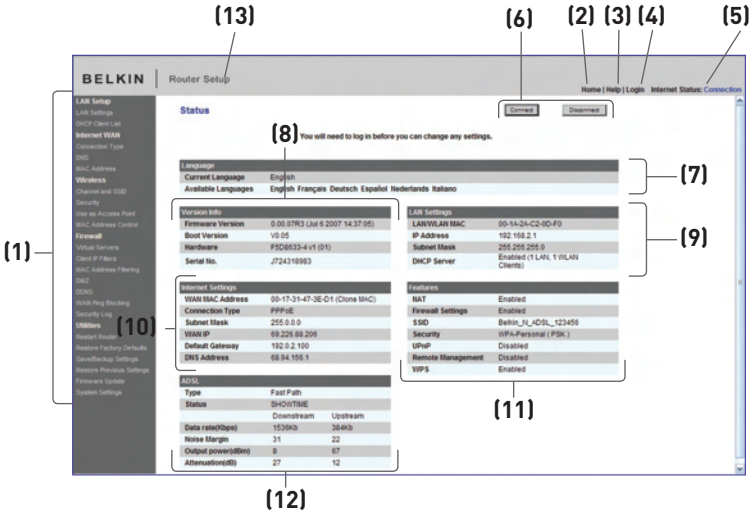 (13) (6) (2) (3) (4) (5)
BELKIN | Router Setup
Home | Help | Login Internet Status: Connection
(1)
LAN Setup
LAN Settings
DHCP Client List
Internet WAN
Connection Type
DNS
MAC Address
Wireless
Channel and SSID
Security
Use as Access Point
MAC Address Control
Firewall
Virtual Servers
Client IP Filters
MAC Address Filtering
DMZ
DDNS
WAN Ping Blocking
Security Log
Utilities
Restart Router
Restore Factory Defaults
Save/Backup Settings
Restore Previous Settings
Firmware Update
System Settings
Status
Connect Disconnect
(8) You will need to log in before you can change any settings.
Language
Current Language English
Available Languages English Français Deutsch Español Nederlands Italiano
(7)
Version Info
Firmware Version 0.00.07R3 (Jul 6 2007 14:37:05)
Boot Version V0.05
Hardware F5D8633-4 v1 (01)
Serial No. J724318983
LAN Settings
LAN/WLAN MAC 00-1A-2A-C2-0D-F0
IP Address 192.168.2.1
Subnet Mask 255.255.255.0
DHCP Server Enabled (1 LAN, 1 WLAN
Clients)
(9)
Internet Settings
WAN MAC Address 00-17-31-47-3E-D1 (Clone MAC)
Connection Type PPPoE
Subnet Mask 255.0.0.0
WAN IP 69.226.88.206
Default Gateway 192.0.2.100
DNS Address 68.94.156.1
(10)
Features
NAT Enabled
Firewall Settings Enabled
SSID Belkin_N_ADSL_123456
Security WPA-Personal ( PSK )
UPnP Disabled
Remote Management Disabled
WPS Enabled
(11)
ADSL
Type Fast Path
Status SHOWTIME
Downstream Upstream
Data rate(Kbps) 1536Kb 384Kb
Noise Margin 31 22
Output power(dBm) 8 67
Attenuation(dB) 27 12
(12)